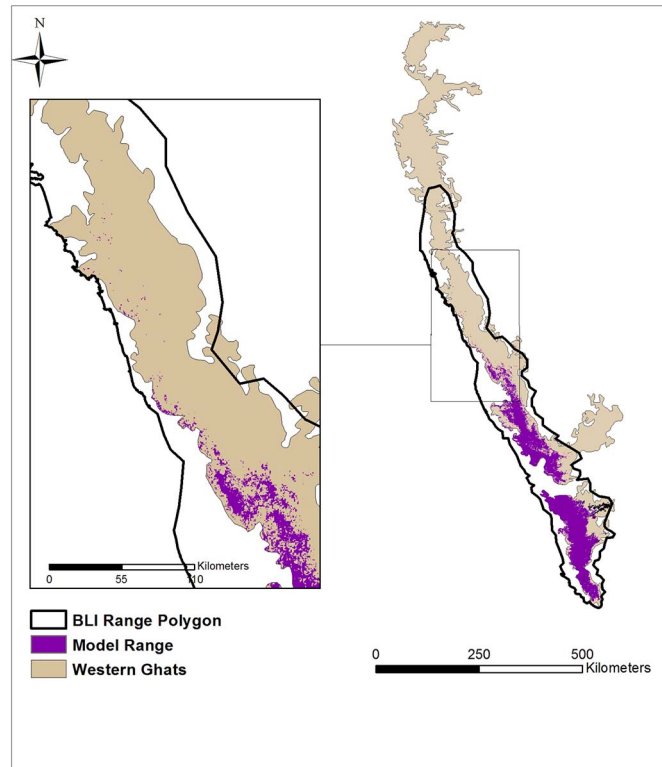 N
Kilometers
0 55 110
BLI Range Polygon
Model Range
Western Ghats
0 250 500
Kilometers